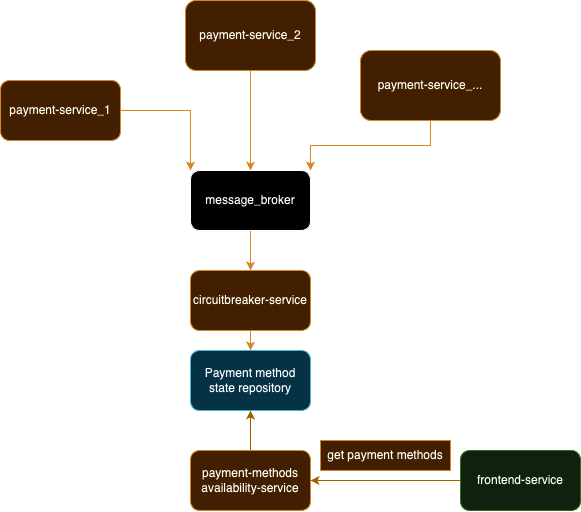 payment-service_2
payment-service_...
payment-service_1
message_broker
circuitbreaker-service
Payment method
state repository
get payment methods
payment-methods
availability-service
frontend-service